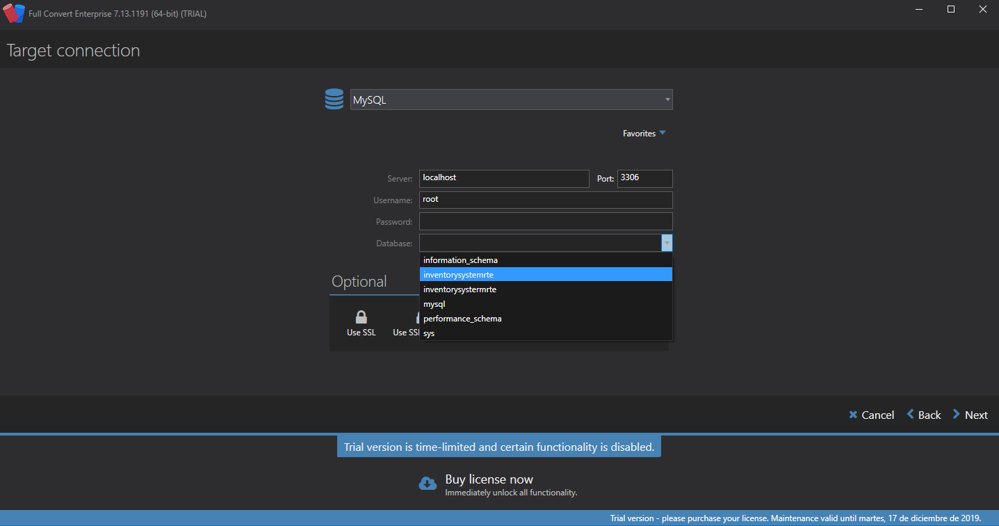 Full Convert Enterprise 7.13.1191 (64-bit) (TRIAL)
Target connection
MySQL
Favorites
Server: localhost Port: 3306
Username: root
Password:
Database:
information_schema
inventorysystemrte
inventorysystermrte
mysql
performance_schema
sys
Optional
Use SSL Use SS
Cancel Back Next
Trial version is time-limited and certain functionality is disabled.
Buy license now
Immediately unlock all functionality.
Trial version - please purchase your license. Maintenance valid until martes, 17 de diciembre de 2019.